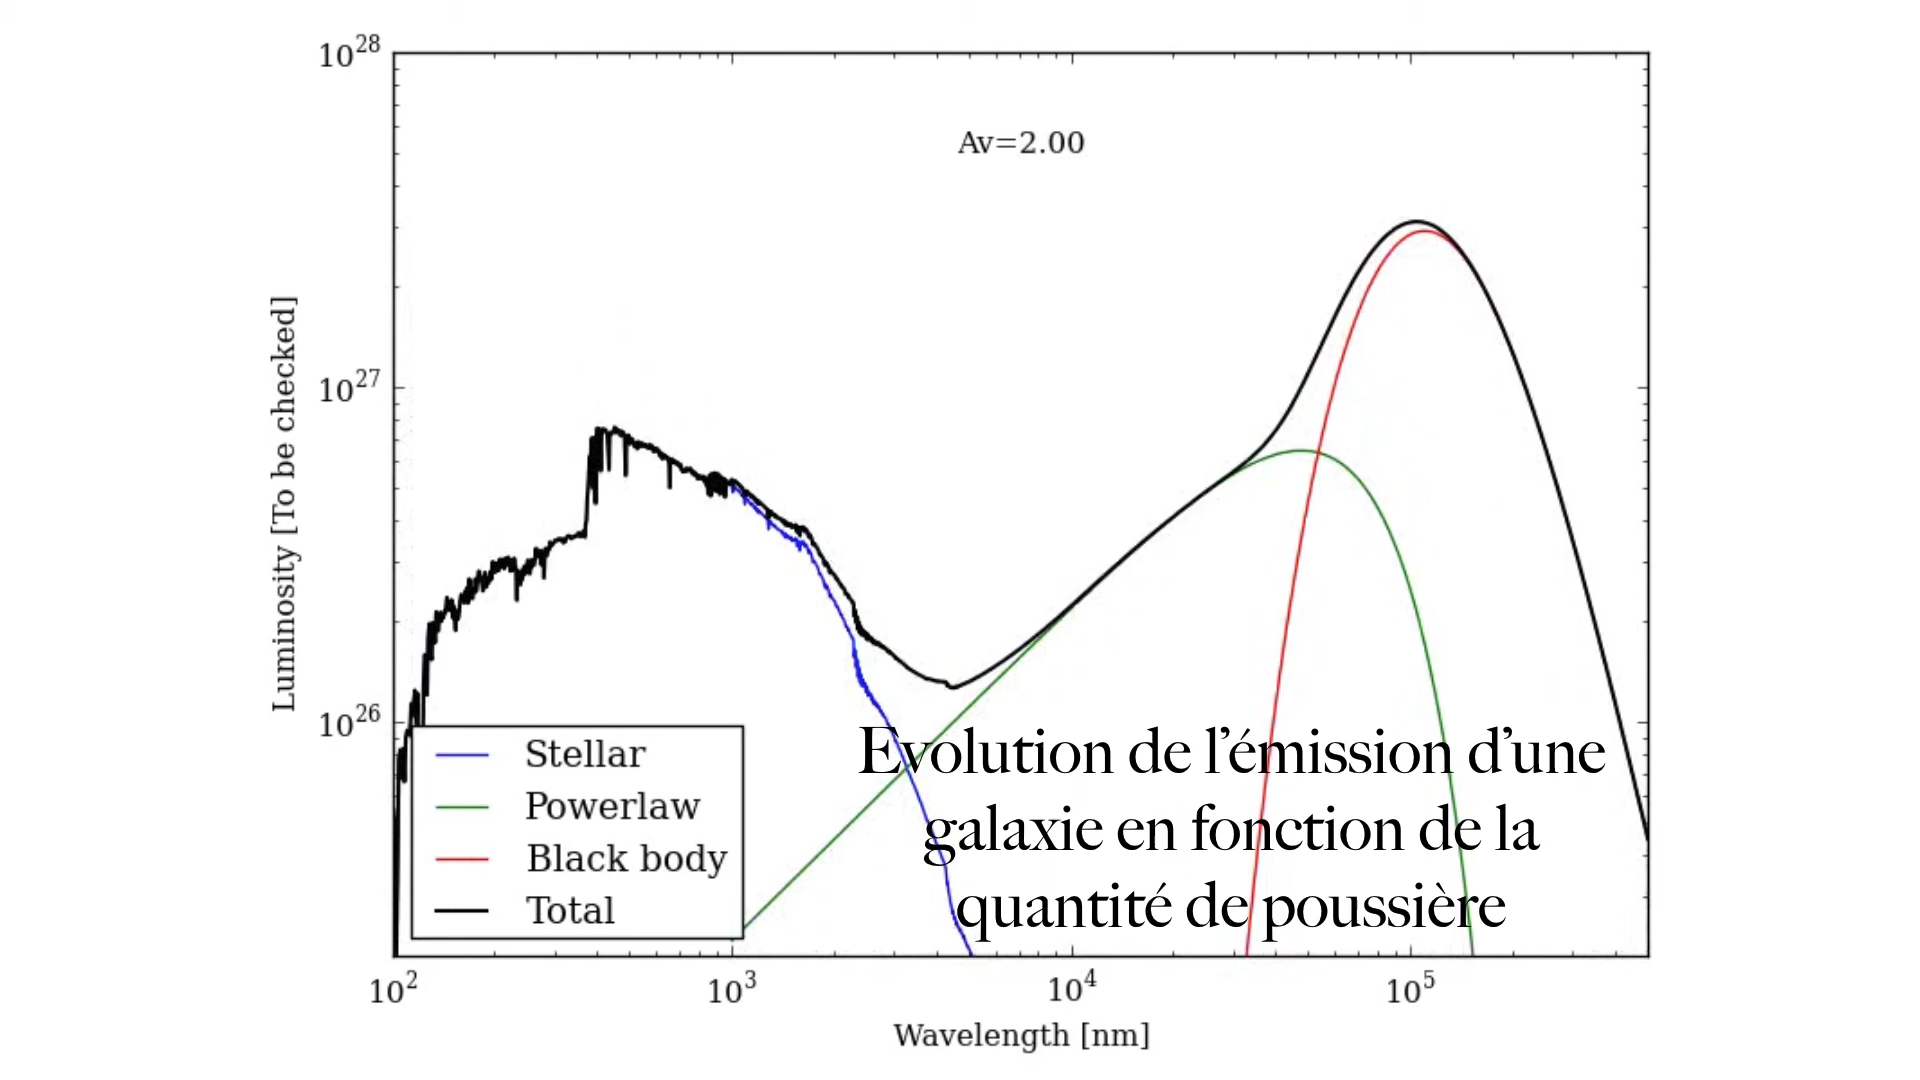 10^28
Av=2.00
10^27
Luminosity [To be checked]
10^26
Stellar
Powerlaw
Black body
Total
Evolution de l’émission d’une
galaxie en fonction de la
quantité de poussière
10^2 10^3 10^4 10^5
Wavelength [nm]